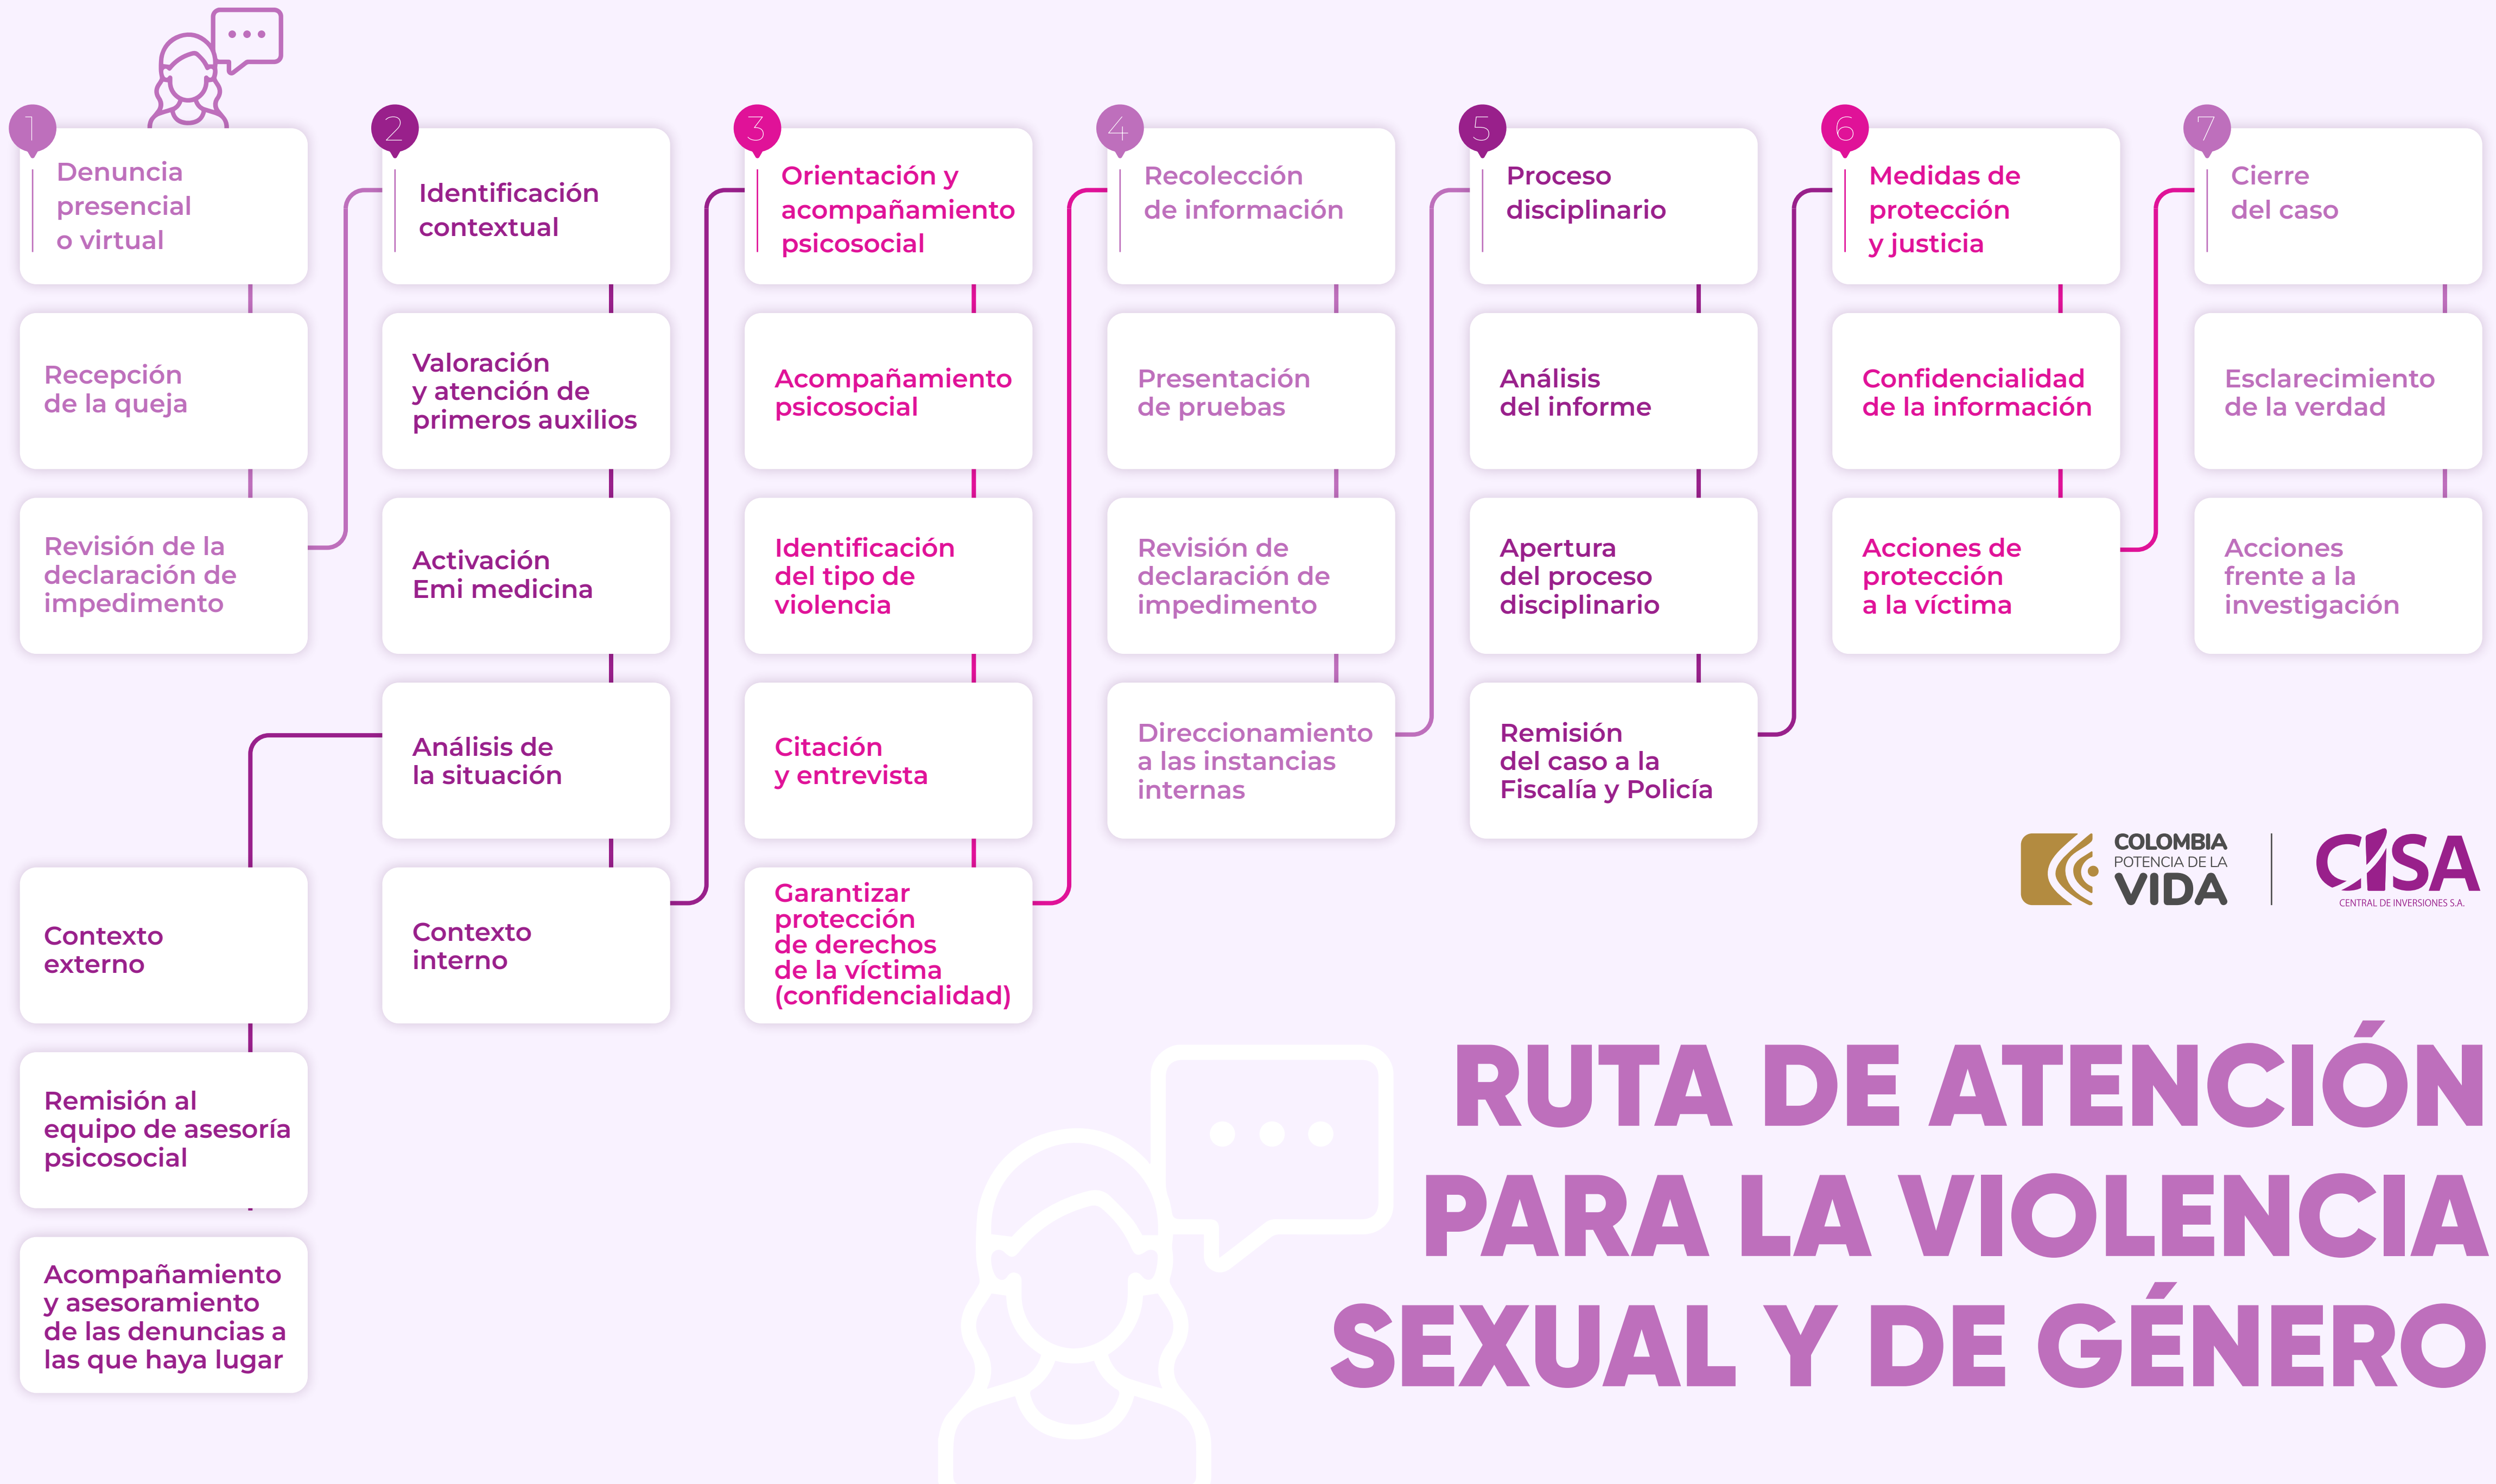 1
Denuncia
presencial
o virtual
Recepción
de la queja
Revisión de la
declaración de
impedimento
2
Identificación
contextual
Valoración
y atención de
primeros auxilios
Activación
Emi medicina
Análisis de
la situación
Contexto
interno
Contexto
externo
Remisión al
equipo de asesoría
psicosocial
Acompañamiento
y asesoramiento
de las denuncias a
las que haya lugar
3
Orientación y
acompañamiento
psicosocial
Acompañamiento
psicosocial
Identificación
del tipo de
violencia
Citación
y entrevista
Garantizar
protección
de derechos
de la víctima
(confidencialidad)
4
Recolección
de información
Presentación
de pruebas
Revisión de
declaración de
impedimento
Direccionamiento
a las instancias
internas
5
Proceso
disciplinario
Análisis
del informe
Apertura
del proceso
disciplinario
Remisión
del caso a la
Fiscalía y Policía
6
Medidas de
protección
y justicia
Confidencialidad
de la información
Acciones de
protección
a la víctima
7
Cierre
del caso
Esclarecimiento
de la verdad
Acciones
frente a la
investigación
COLOMBIA
POTENCIA DE LA
VIDA
CISA
CENTRAL DE INVERSIONES S.A.
RUTA DE ATENCIÓN
PARA LA VIOLENCIA
SEXUAL Y DE GÉNERO